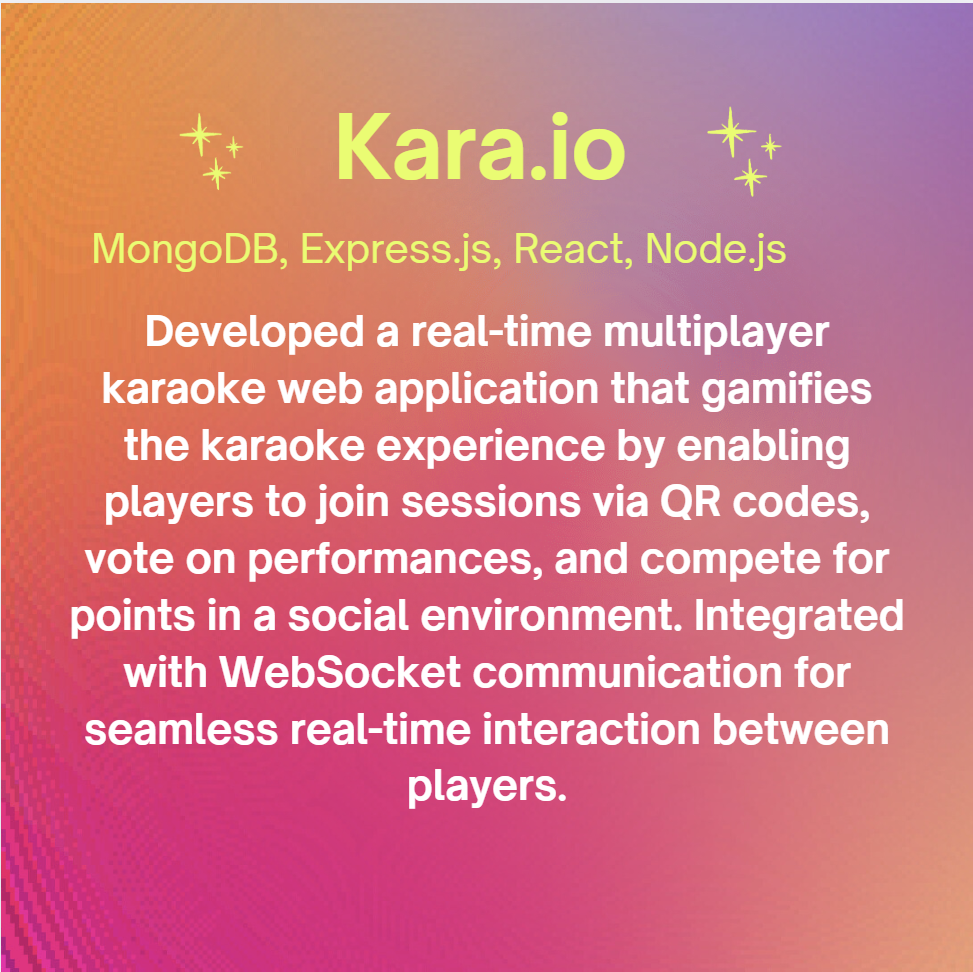 Kara.io
MongoDB, Express.js, React, Node.js
Developed a real-time multiplayer
karaoke web application that gamifies
the karaoke experience by enabling
players to join sessions via QR codes,
vote on performances, and compete for
points in a social environment. Integrated
with WebSocket communication for
seamless real-time interaction between
players.